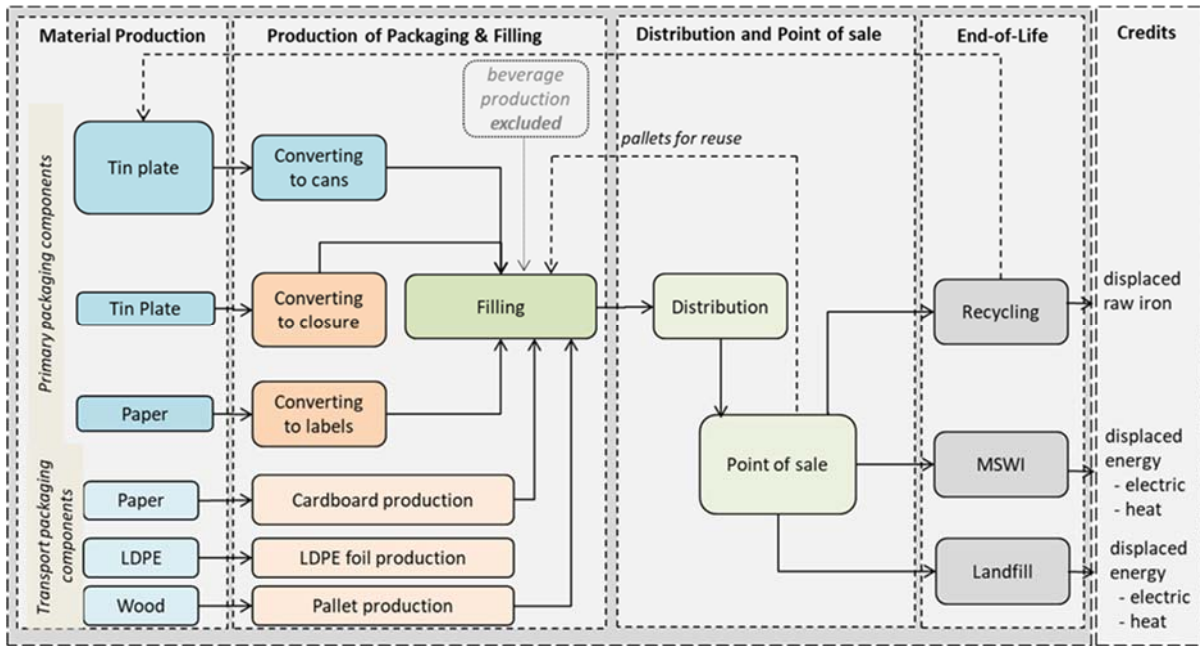 Material Production
Production of Packaging & Filling
Distribution and Point of sale
End-of-Life
Credits
beverage
production
excluded
pallets for reuse
Primary packaging components
Tin plate
Converting
to cans
Tin Plate
Converting
to closure
Filling
Distribution
Recycling
displaced
raw iron
Paper
Converting
to labels
Point of sale
MSWI
displaced
energy
- electric
- heat
Transport packaging
components
Paper
Cardboard production
LDPE
LDPE foil production
Wood
Pallet production
Landfill
displaced
energy
- electric
- heat